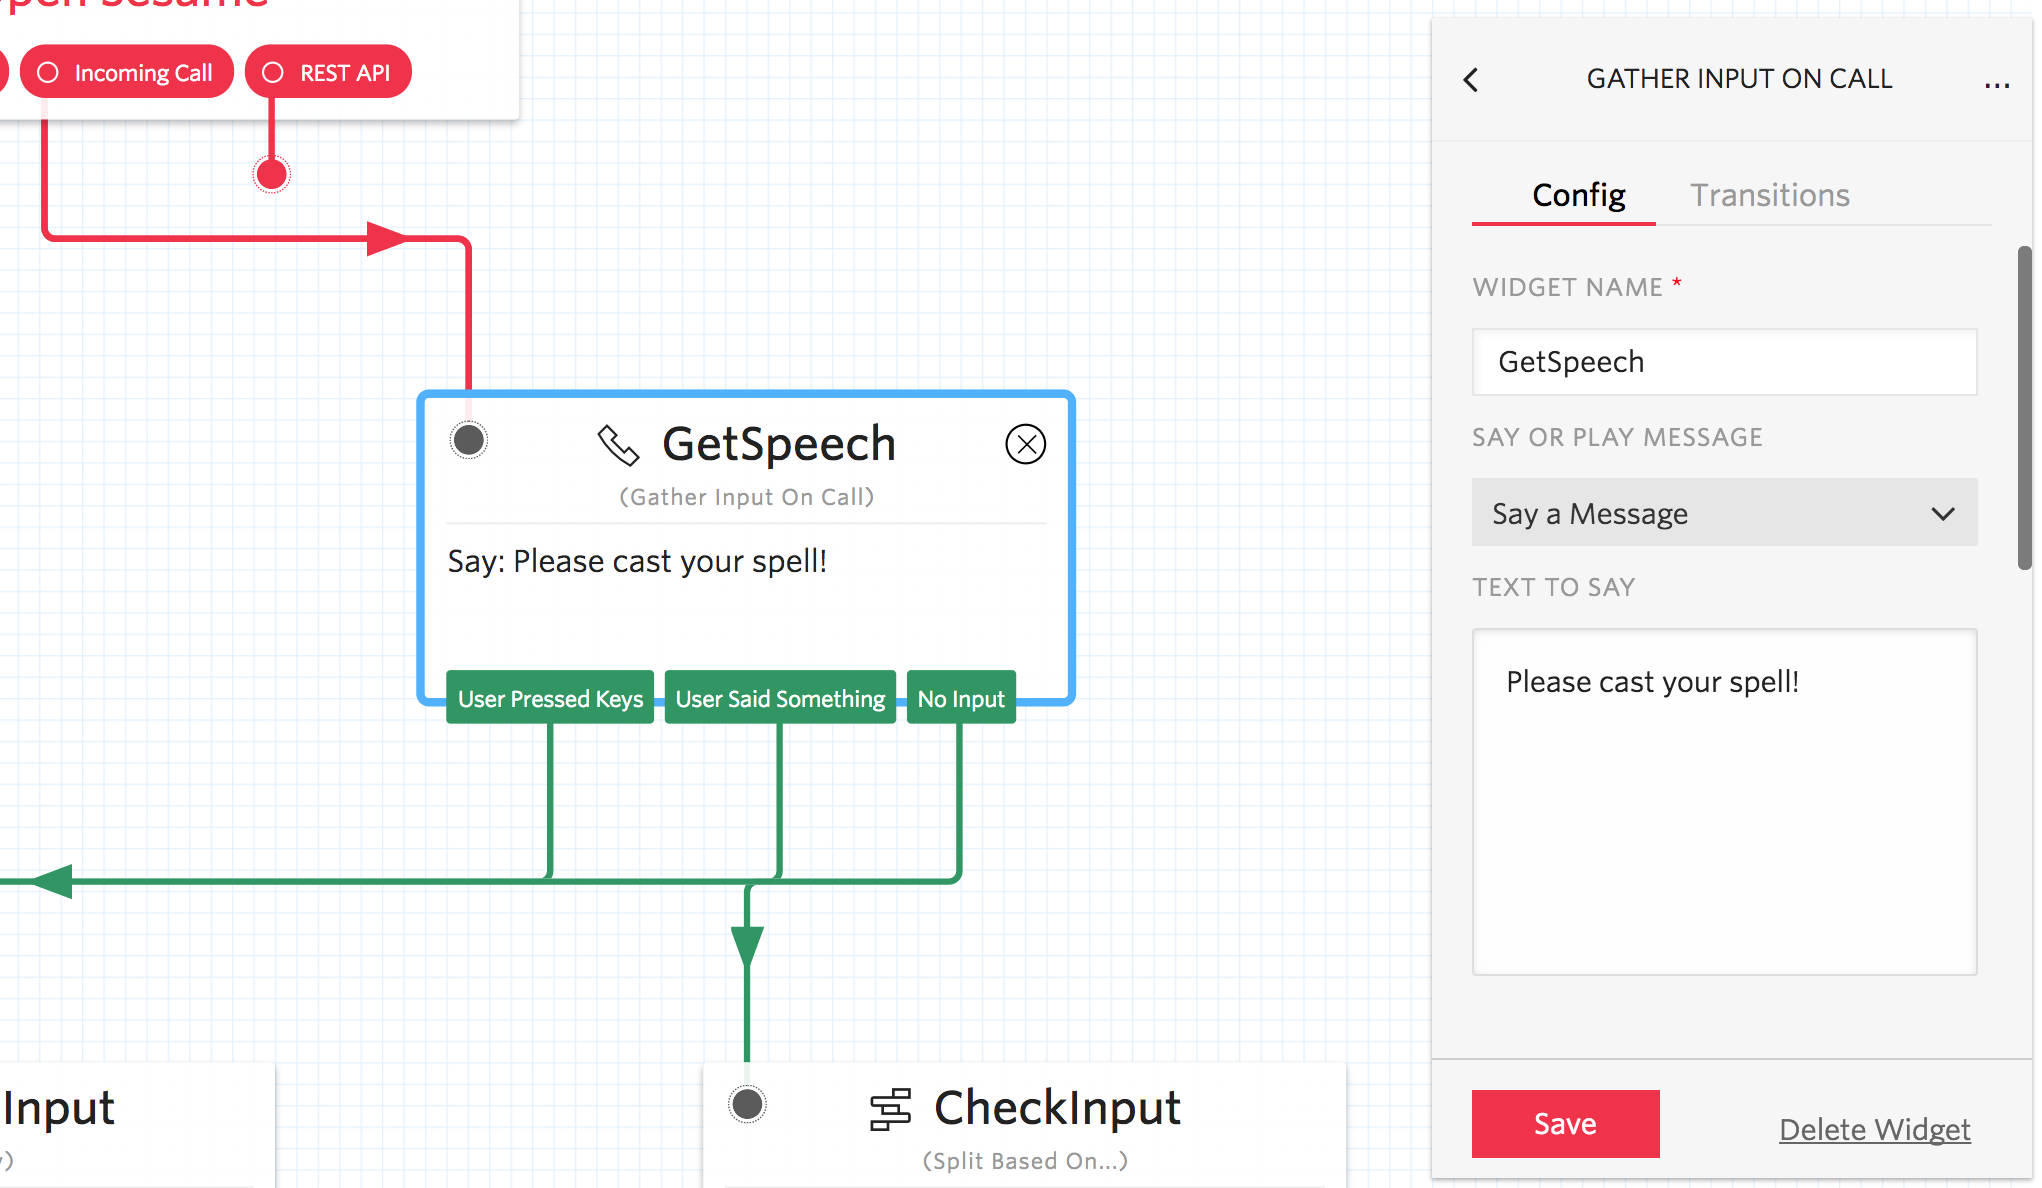 Open Sesame
Incoming Call
REST API
GetSpeech
(Gather Input On Call)
Say: Please cast your spell!
User Pressed Keys
User Said Something
No Input
Input
CheckInput
(Split Based On...)
GATHER INPUT ON CALL
...
Config
Transitions
WIDGET NAME *
GetSpeech
SAY OR PLAY MESSAGE
Say a Message
TEXT TO SAY
Please cast your spell!
Save
Delete Widget